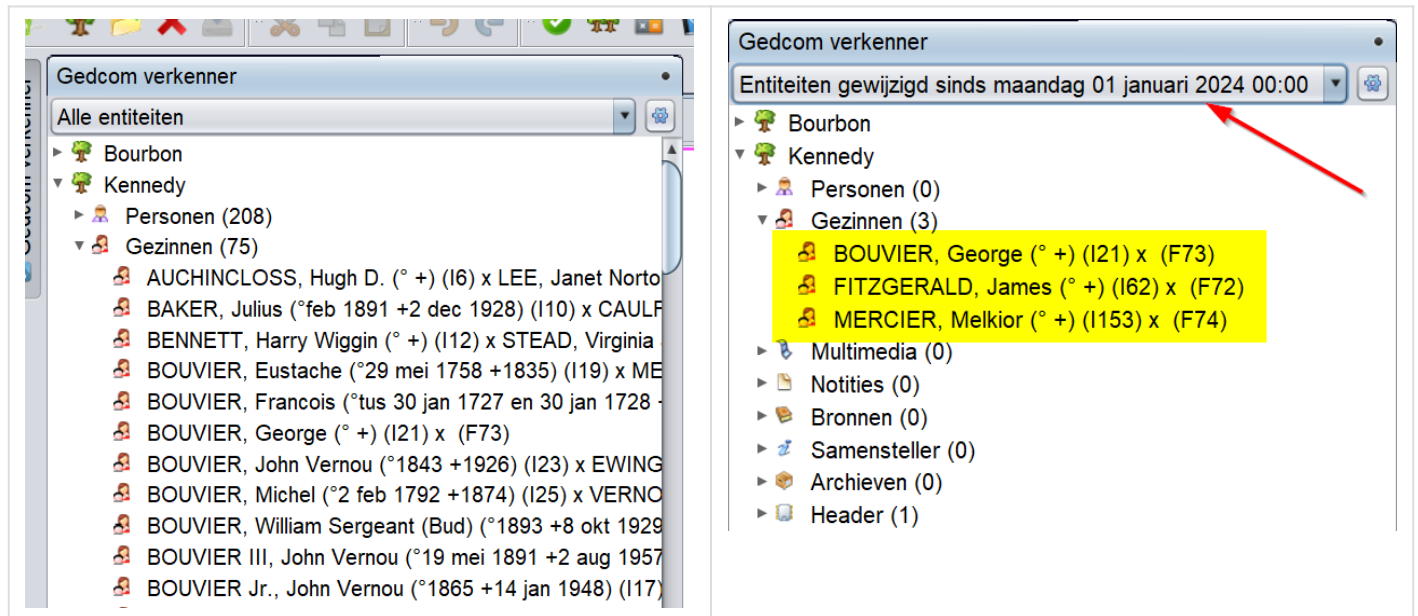 Gedcom verkenner
Gedcom verkenner
Alle entiteiten
Bourbon
Kennedy
Personen (208)
Gezinnen (75)
AUCHINCLOSS, Hugh D. (° +) (I6) x LEE, Janet Norto
BAKER, Julius (°feb 1891 +2 dec 1928) (I10) x CAULF
BENNETT, Harry Wiggin (° +) (I12) x STEAD, Virginia
BOUVIER, Eustache (°29 mei 1758 +1835) (I19) x ME
BOUVIER, Francois (°tus 30 jan 1727 en 30 jan 1728 -
BOUVIER, George (° +) (I21) x (F73)
BOUVIER, John Vernou (°1843 +1926) (I23) x EWING
BOUVIER, Michel (°2 feb 1792 +1874) (I25) x VERNO
BOUVIER, William Sergeant (Bud) (°1893 +8 okt 1929
BOUVIER III, John Vernou (°19 mei 1891 +2 aug 1957
BOUVIER Jr., John Vernou (°1865 +14 jan 1948) (I17)
Gedcom verkenner
Entiteiten gewijzigd sinds maandag 01 januari 2024 00:00
Bourbon
Kennedy
Personen (0)
Gezinnen (3)
BOUVIER, George (° +) (I21) x (F73)
FITZGERALD, James (° +) (I62) x (F72)
MERCIER, Melkior (° +) (I153) x (F74)
Multimedia (0)
Notities (0)
Bronnen (0)
Samensteller (0)
Archieven (0)
Header (1)